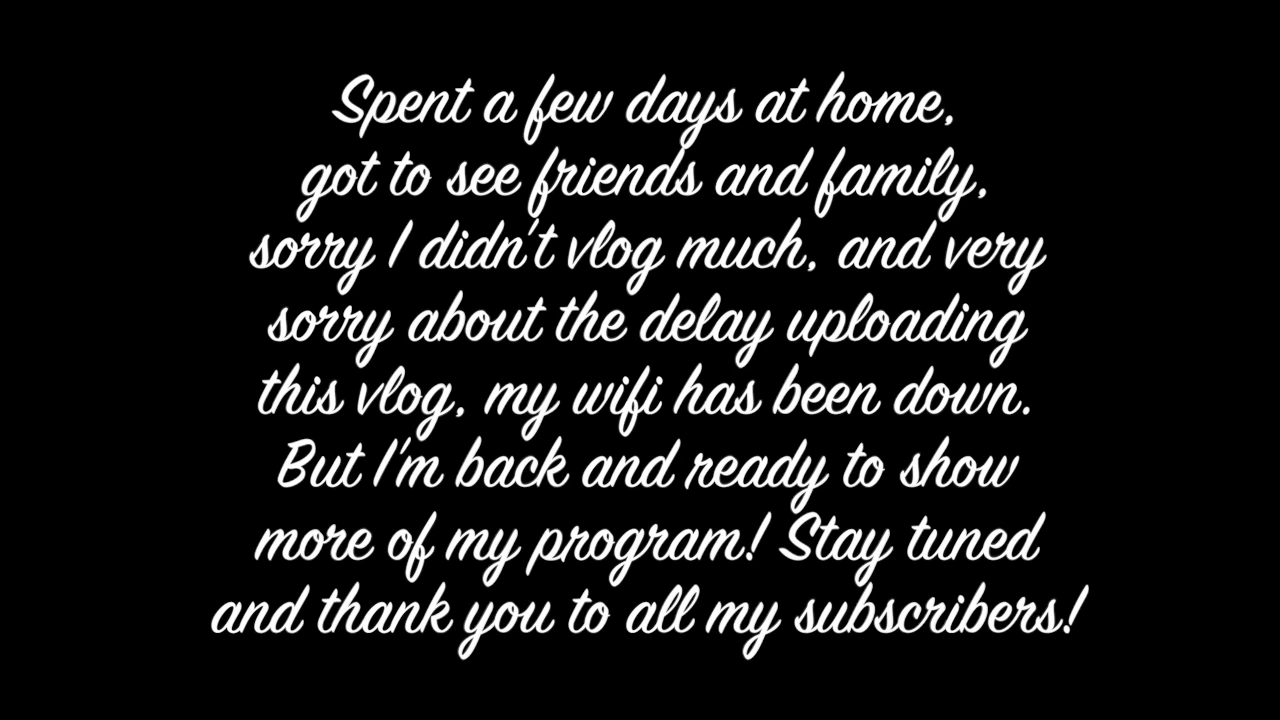 Spent a few days at home,
got to see friends and family,
sorry I didn't vlog much, and very
sorry about the delay uploading
this vlog, my wifi has been down.
But I'm back and ready to show
more of my program! Stay tuned
and thank you to all my subscribers!